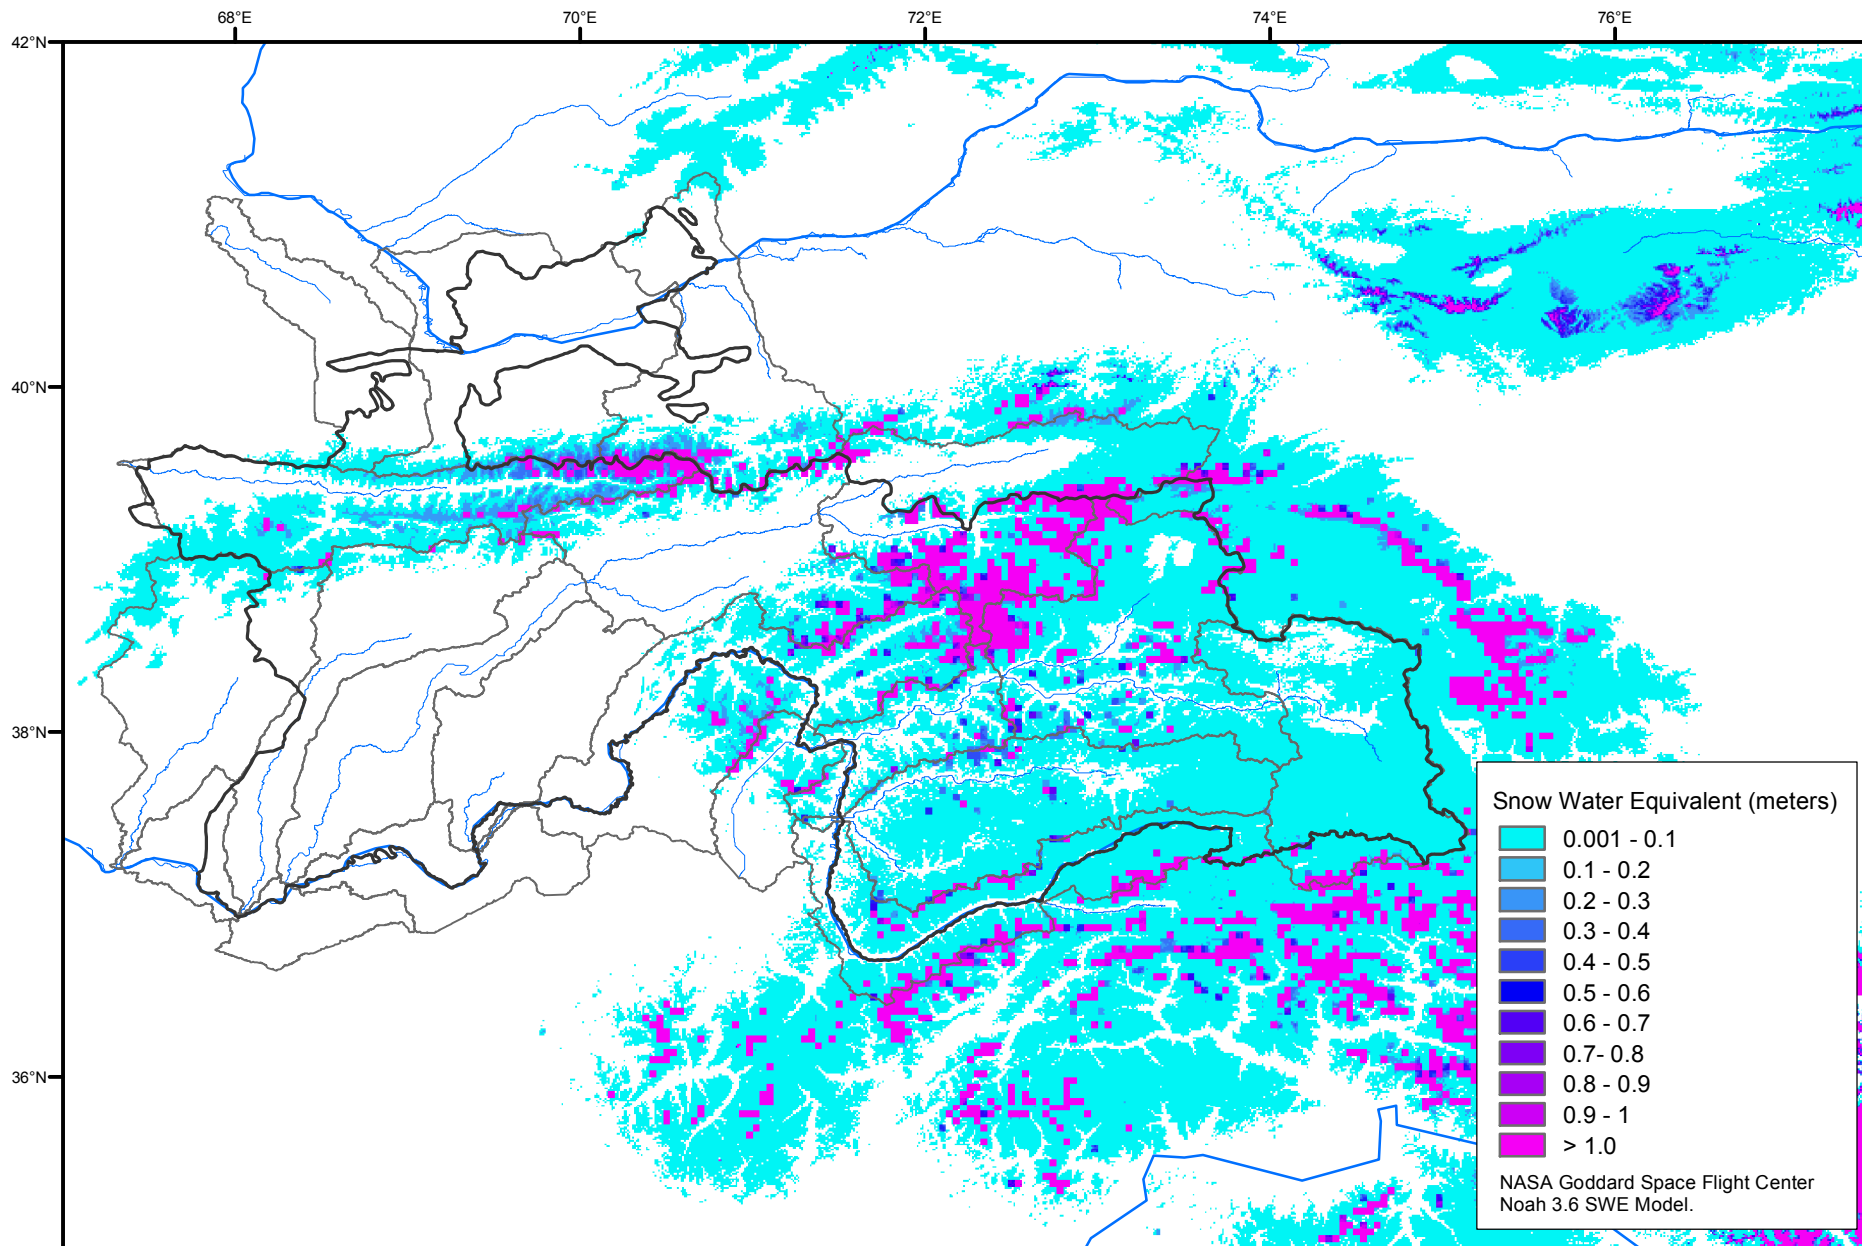 68°E
70°E
72°E
74°E
76°E
42°N
40°N
38°N
36°N
Snow Water Equivalent (meters)
0.001 - 0.1
0.1 - 0.2
0.2 - 0.3
0.3 - 0.4
0.4 - 0.5
0.5 - 0.6
0.6 - 0.7
0.7- 0.8
0.8 - 0.9
0.9 - 1
> 1.0
NASA Goddard Space Flight Center
Noah 3.6 SWE Model.